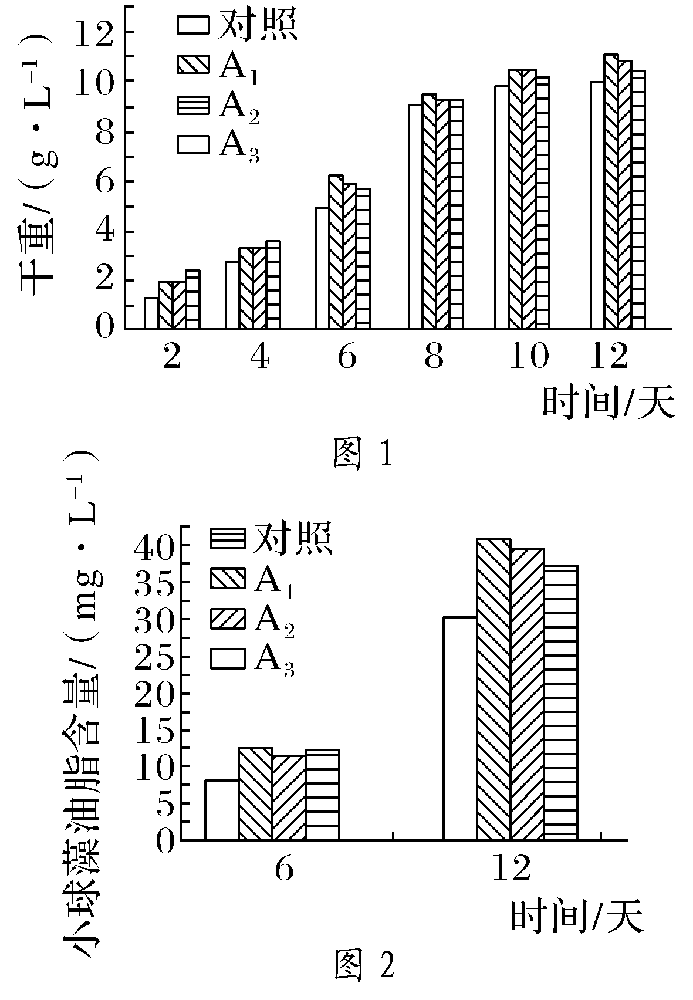 干重/(g·L⁻¹)
12
10
8
6
4
2
0
对照
A₁
A₂
A₃
2 4 6 8 10 12
时间/天
图 1
小球藻油脂含量/(mg·L⁻¹)
40
35
30
25
20
15
10
5
0
对照
A₁
A₂
A₃
6 12
时间/天
图 2